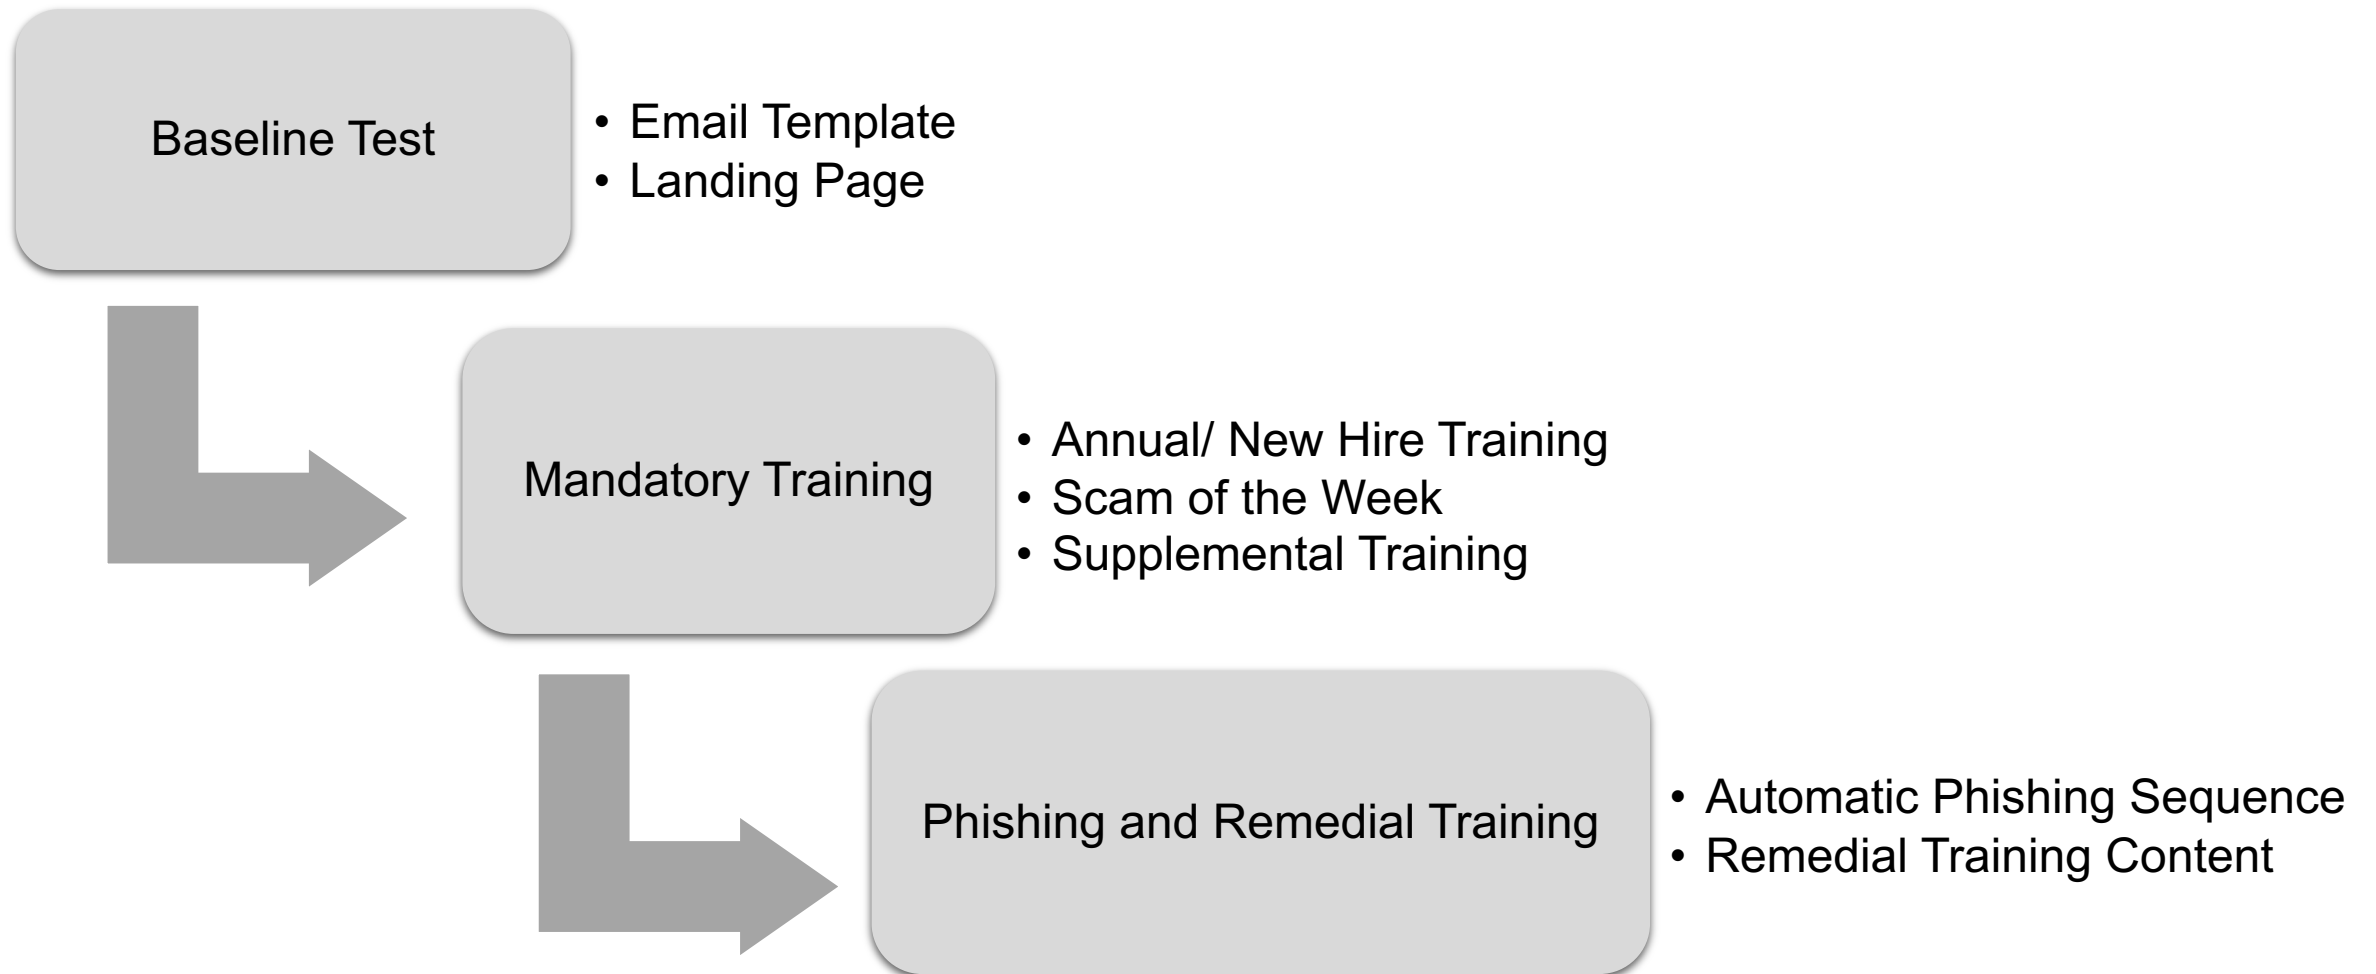 Baseline Test
• Email Template
• Landing Page
Mandatory Training
• Annual/ New Hire Training
• Scam of the Week
• Supplemental Training
Phishing and Remedial Training
• Automatic Phishing Sequence
• Remedial Training Content